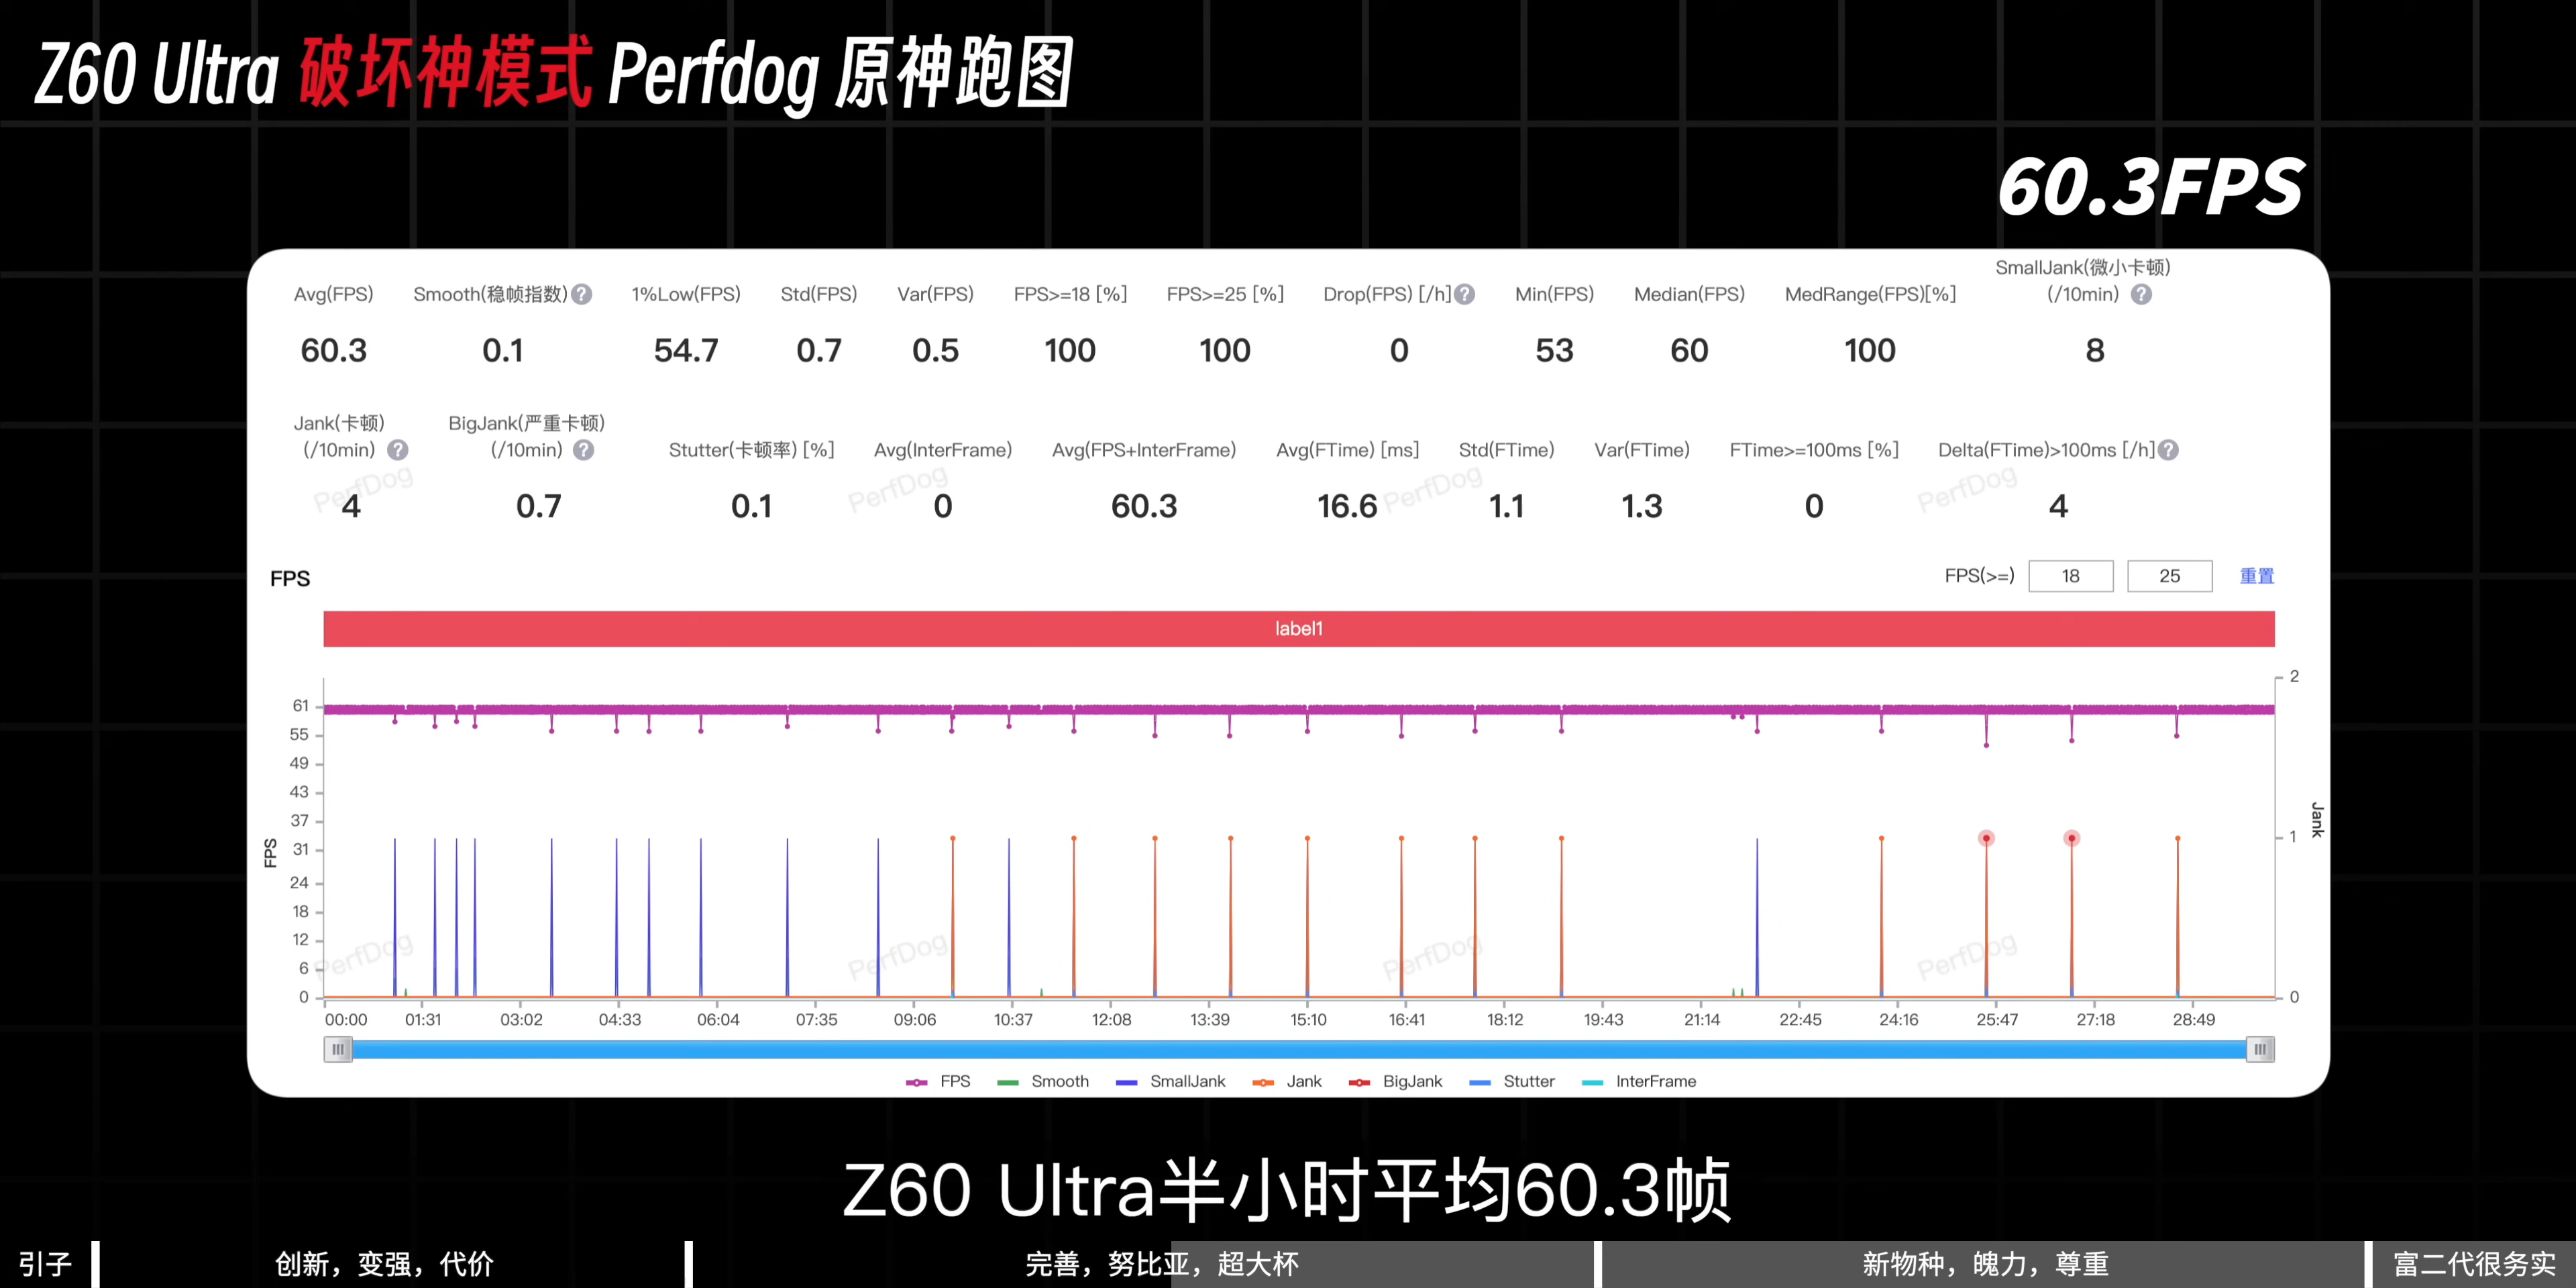 Z60 Ultra 破坏神模式 Perfdog 原神跑图
60.3FPS
Avg(FPS) Smooth(稳帧指数) ? 1%Low(FPS) Std(FPS) Var(FPS) FPS>=18 [%] FPS>=25 [%] Drop(FPS) [/h] ? Min(FPS) Median(FPS) MedRange(FPS)[%] SmallJank(微小卡顿)
(/10min) ?
60.3 0.1 54.7 0.7 0.5 100 100 0 53 60 100 8
Jank(卡顿) BigJank(严重卡顿)
(/10min) ? (/10min) ? Stutter(卡顿率) [%] Avg(InterFrame) Avg(FPS+InterFrame) Avg(FTime) [ms] Std(FTime) Var(FTime) FTime>=100ms [%] Delta(FTime)>100ms [/h] ?
PerfDog PerfDog PerfDog PerfDog
4 0.7 0.1 0 60.3 16.6 1.1 1.3 0 4
FPS FPS(>=) 18 25 重置
label1
61
55
49
43
37
31
24
18
12
6
0
FPS
2
1
0
Jank
PerfDog PerfDog PerfDog PerfDog
00:00 01:31 03:02 04:33 06:04 07:35 09:06 10:37 12:08 13:39 15:10 16:41 18:12 19:43 21:14 22:45 24:16 25:47 27:18 28:49
FPS Smooth SmallJank Jank BigJank Stutter InterFrame
Z60 Ultra半小时平均60.3帧
引子 创新，变强，代价 完善，努比亚，超大杯 新物种，魄力，尊重 富二代很务实